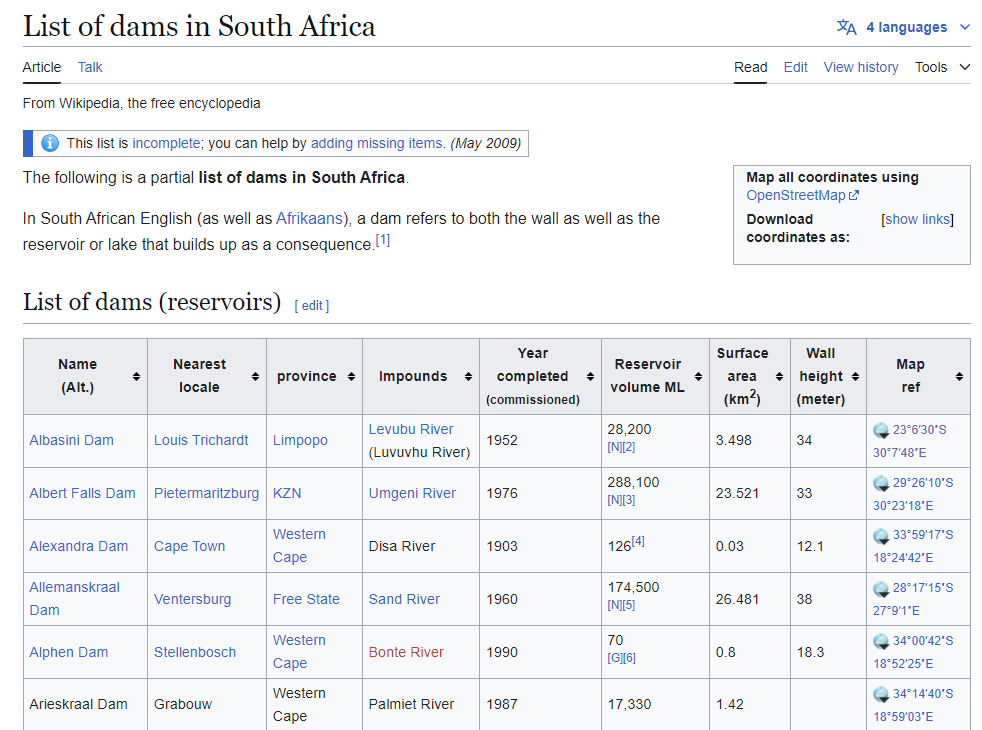 List of dams in South Africa
4 languages
Article Talk
Read Edit View history Tools
From Wikipedia, the free encyclopedia
This list is incomplete; you can help by adding missing items. (May 2009)
The following is a partial list of dams in South Africa.
In South African English (as well as Afrikaans), a dam refers to both the wall as well as the
reservoir or lake that builds up as a consequence.[1]
Map all coordinates using
OpenStreetMap
Download
coordinates as:
[show links]
List of dams (reservoirs) [ edit ]
Name
(Alt.)
Nearest
locale
province
Impounds
Year
completed
(commissioned)
Reservoir
volume ML
Surface
area
(km2)
Wall
height
(meter)
Map
ref
Albasini Dam
Louis Trichardt
Limpopo
Levubu River
(Luvuvhu River)
1952
28,200
[N][2]
3.498
34
23°6′30″S
30°7′48″E
Albert Falls Dam
Pietermaritzburg
KZN
Umgeni River
1976
288,100
[N][3]
23.521
33
29°26′10″S
30°23′18″E
Alexandra Dam
Cape Town
Western
Cape
Disa River
1903
126[4]
0.03
12.1
33°59′17″S
18°24′42″E
Allemanskraal
Dam
Ventersburg
Free State
Sand River
1960
174,500
[N][5]
26.481
38
28°17′15″S
27°9′1″E
Alphen Dam
Stellenbosch
Western
Cape
Bonte River
1990
70
[G][6]
0.8
18.3
34°00′42″S
18°52′25″E
Arieskraal Dam
Grabouw
Western
Cape
Palmiet River
1987
17,330
1.42
34°14′40″S
18°59′03″E